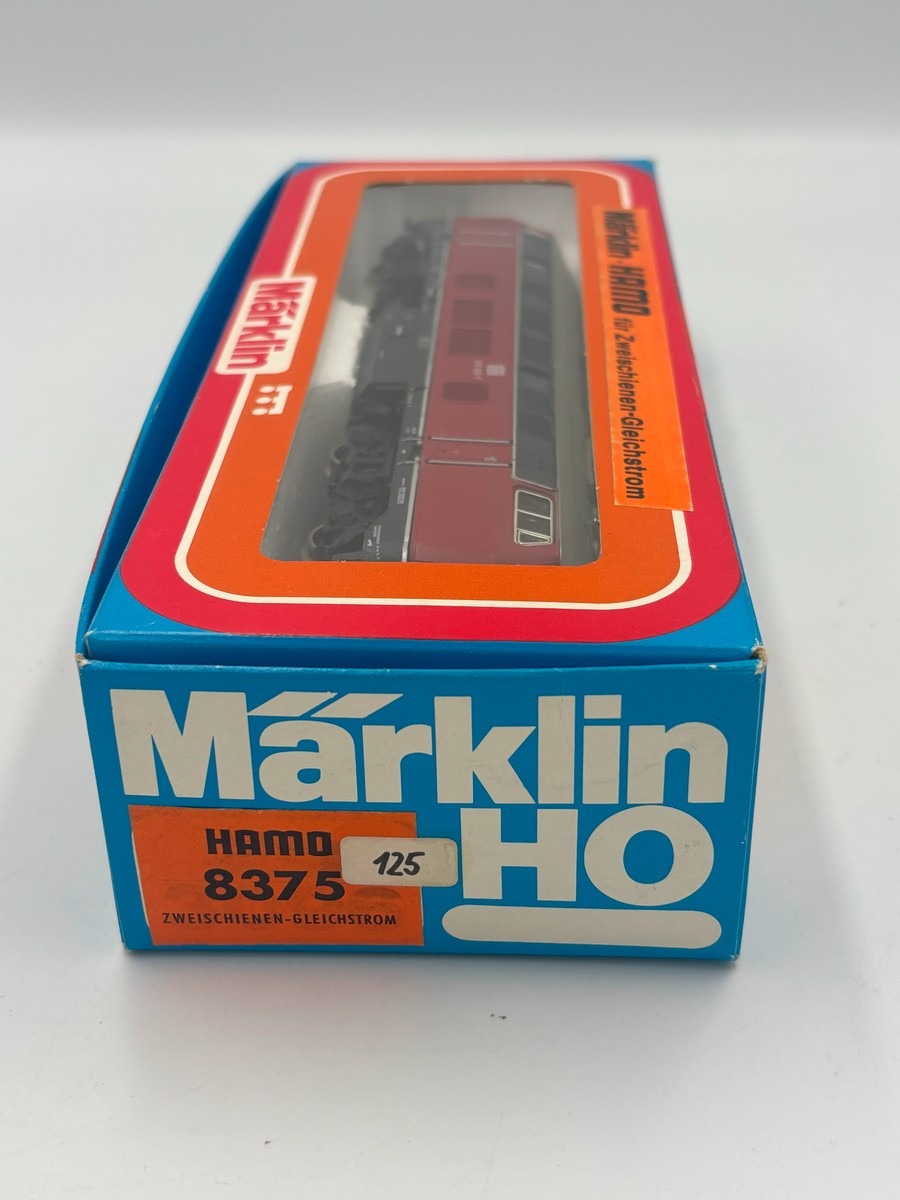 Märklin
Märklin HAMO für Zweischienen-Gleichstrom
Märklin
HO
HAMO
8375
125
ZWEISCHIENEN-GLEICHSTROM